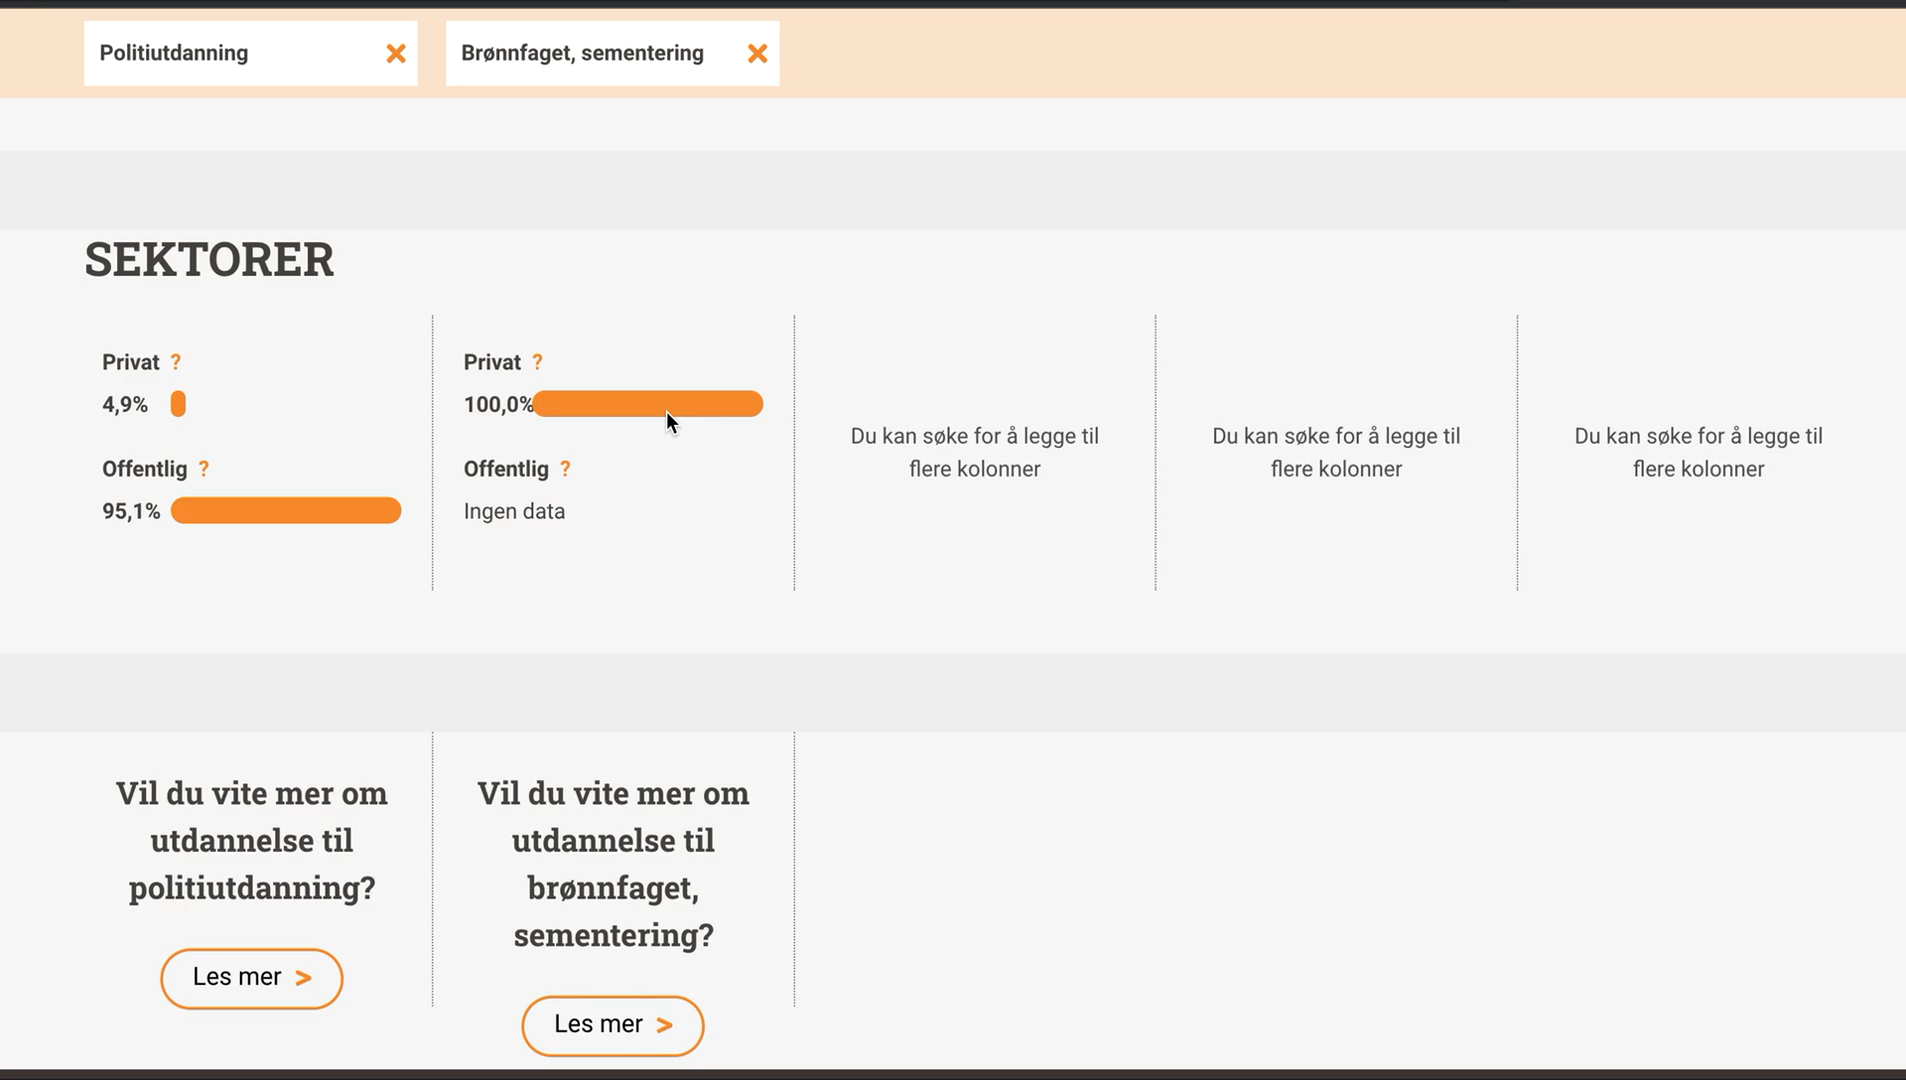 Politiutdanning
Brønnfaget, sementering
SEKTORER
Privat ?
4,9%
Offentlig ?
95,1%
Privat ?
100,0%
Offentlig ?
Ingen data
Du kan søke for å legge til
flere kolonner
Du kan søke for å legge til
flere kolonner
Du kan søke for å legge til
flere kolonner
Vil du vite mer om
utdannelse til
politiutdanning?
Les mer >
Vil du vite mer om
utdannelse til
brønnfaget,
sementering?
Les mer >